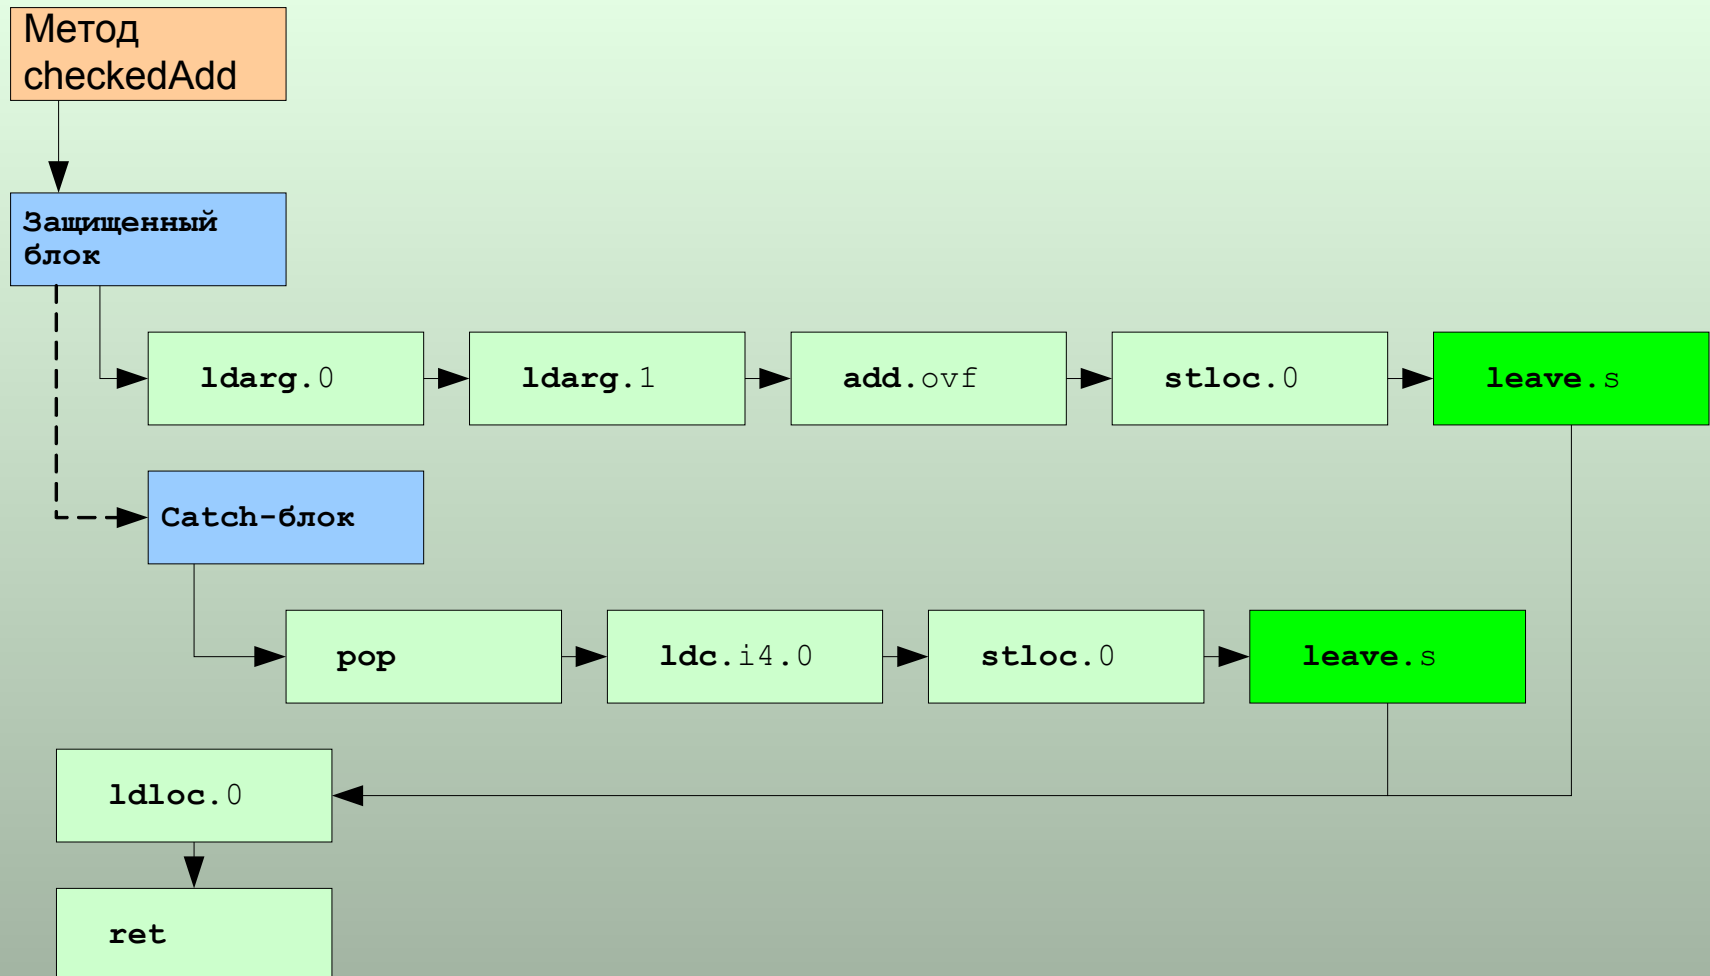 Метод
checkedAdd
Защищенный
блок
ldarg.0
ldarg.1
add.ovf
stloc.0
leave.s
Catch-блок
pop
ldc.i4.0
stloc.0
leave.s
ldloc.0
ret